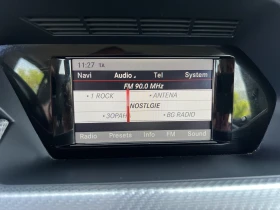 11:27 TA
Navi Audio Tel System
FM 90.0 MHz
• 1 ROCK • ANTENA
NOSTLGIE
• ЗОРАН • BG RADIO
Radio Presets Info FM Sound